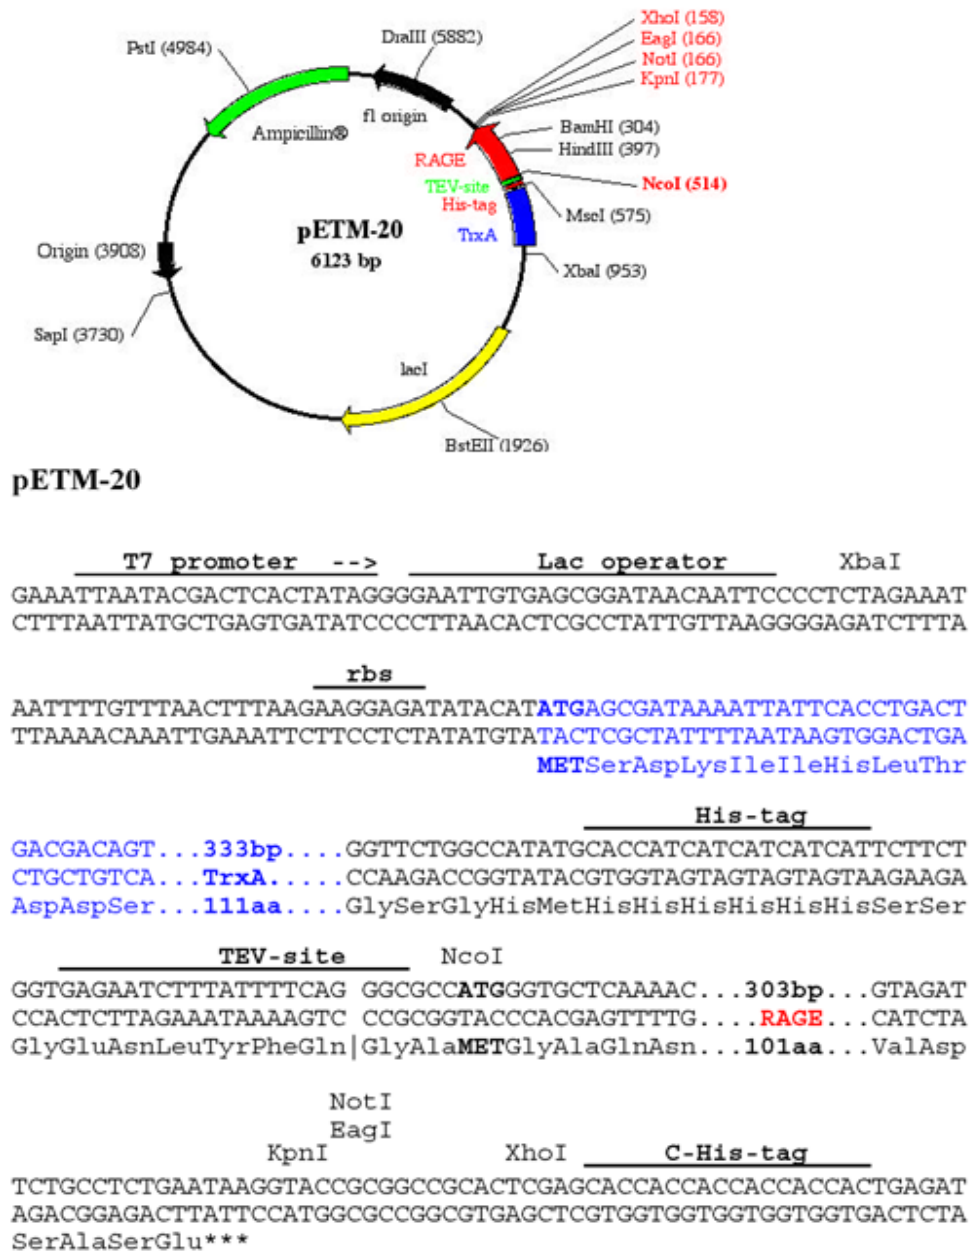 XhoI (158)
EagI (166)
NotI (166)
KpnI (177)
DraIII (5882)
PstI (4984)
f1 origin
Ampicillin®
BamHI (304)
HindIII (397)
RAGE
TEV-site
NcoI (514)
His-tag
MscI (575)
TrxA
pETM-20
6123 bp
Origin (3908)
XbaI (953)
SapI (3730)
lacI
BstEII (1926)
pETM-20
T7 promoter --> Lac operator XbaI
GAAATTAATACGACTCACTATAGGGGAATTGTGAGCGGATAACAATTCCCCTCTAGAAAT
CTTTAATTATGCTGAGTGATATCCCCTTAACACTCGCCTATTGTTAAGGGGAGATCTTTA
rbs
AATTTTGTTTAACTTTAAGAAGGAGATATACATATGAGCGATAAAATTATTCACCTGACT
TTAAAACAAATTGAAATTCTTCCTCTATATGTATACTCGCTATTTTAATAAGTGGACTGA
METSerAspLysIleIleHisLeuThr
His-tag
GACGACAGT...333bp....GGTTCTGGCCATATGCACCATCATCATCATCATTCTTCT
CTGCTGTCA...TrxA.....CCAAGACCGGTATACGTGGTAGTAGTAGTAGTAAGAAGA
AspAspSer...111aa....GlySerGlyHisMetHisHisHisHisHisHisSerSer
TEV-site NcoI
GGTGAGAATCTTTATTTTCAG GGCGCCATGGGTGCTCAAAAC...303bp...GTAGAT
CCACTCTTAGAAATAAAAGTC CCGCGGTACCCACGAGTTTTG....RAGE...CATCTA
GlyGluAsnLeuTyrPheGln|GlyAlaMETGlyAlaGlnAsn...101aa...ValAsp
NotI
EagI
KpnI XhoI C-His-tag
TCTGCCTCTGAATAAGGTACCGCGGCCGCACTCGAGCACCACCACCACCACCACTGAGAT
AGACGGAGACTTATTCCATGGCGCCGGCGTGAGCTCGTGGTGGTGGTGGTGGTGACTCTA
SerAlaSerGlu***